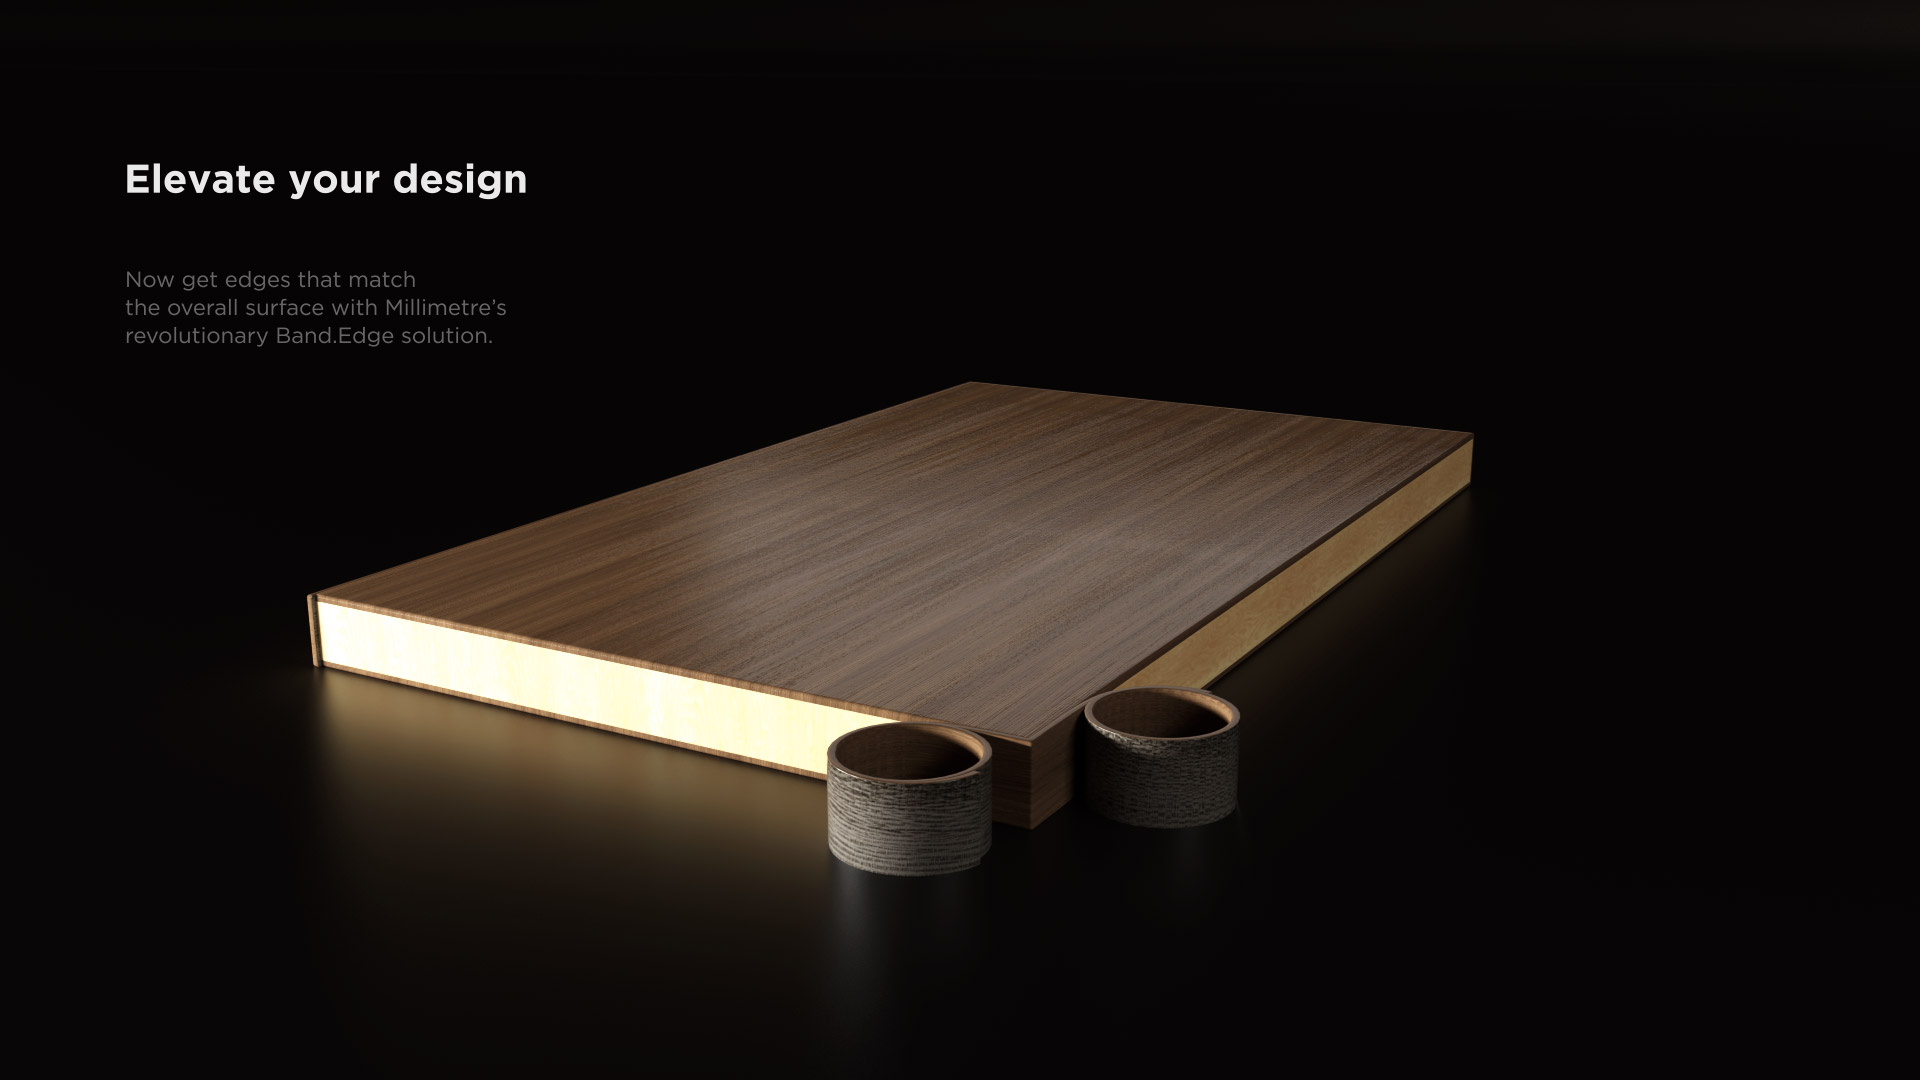 Elevate your design
Now get edges that match
the overall surface with Millimetre’s
revolutionary Band.Edge solution.